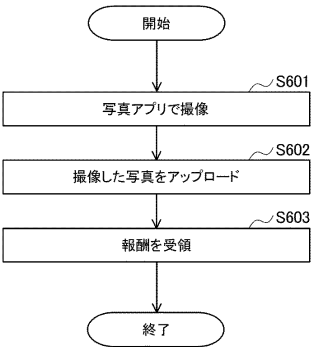 開始
S601
写真アプリで撮像
S602
撮像した写真をアップロード
S603
報酬を受領
終了